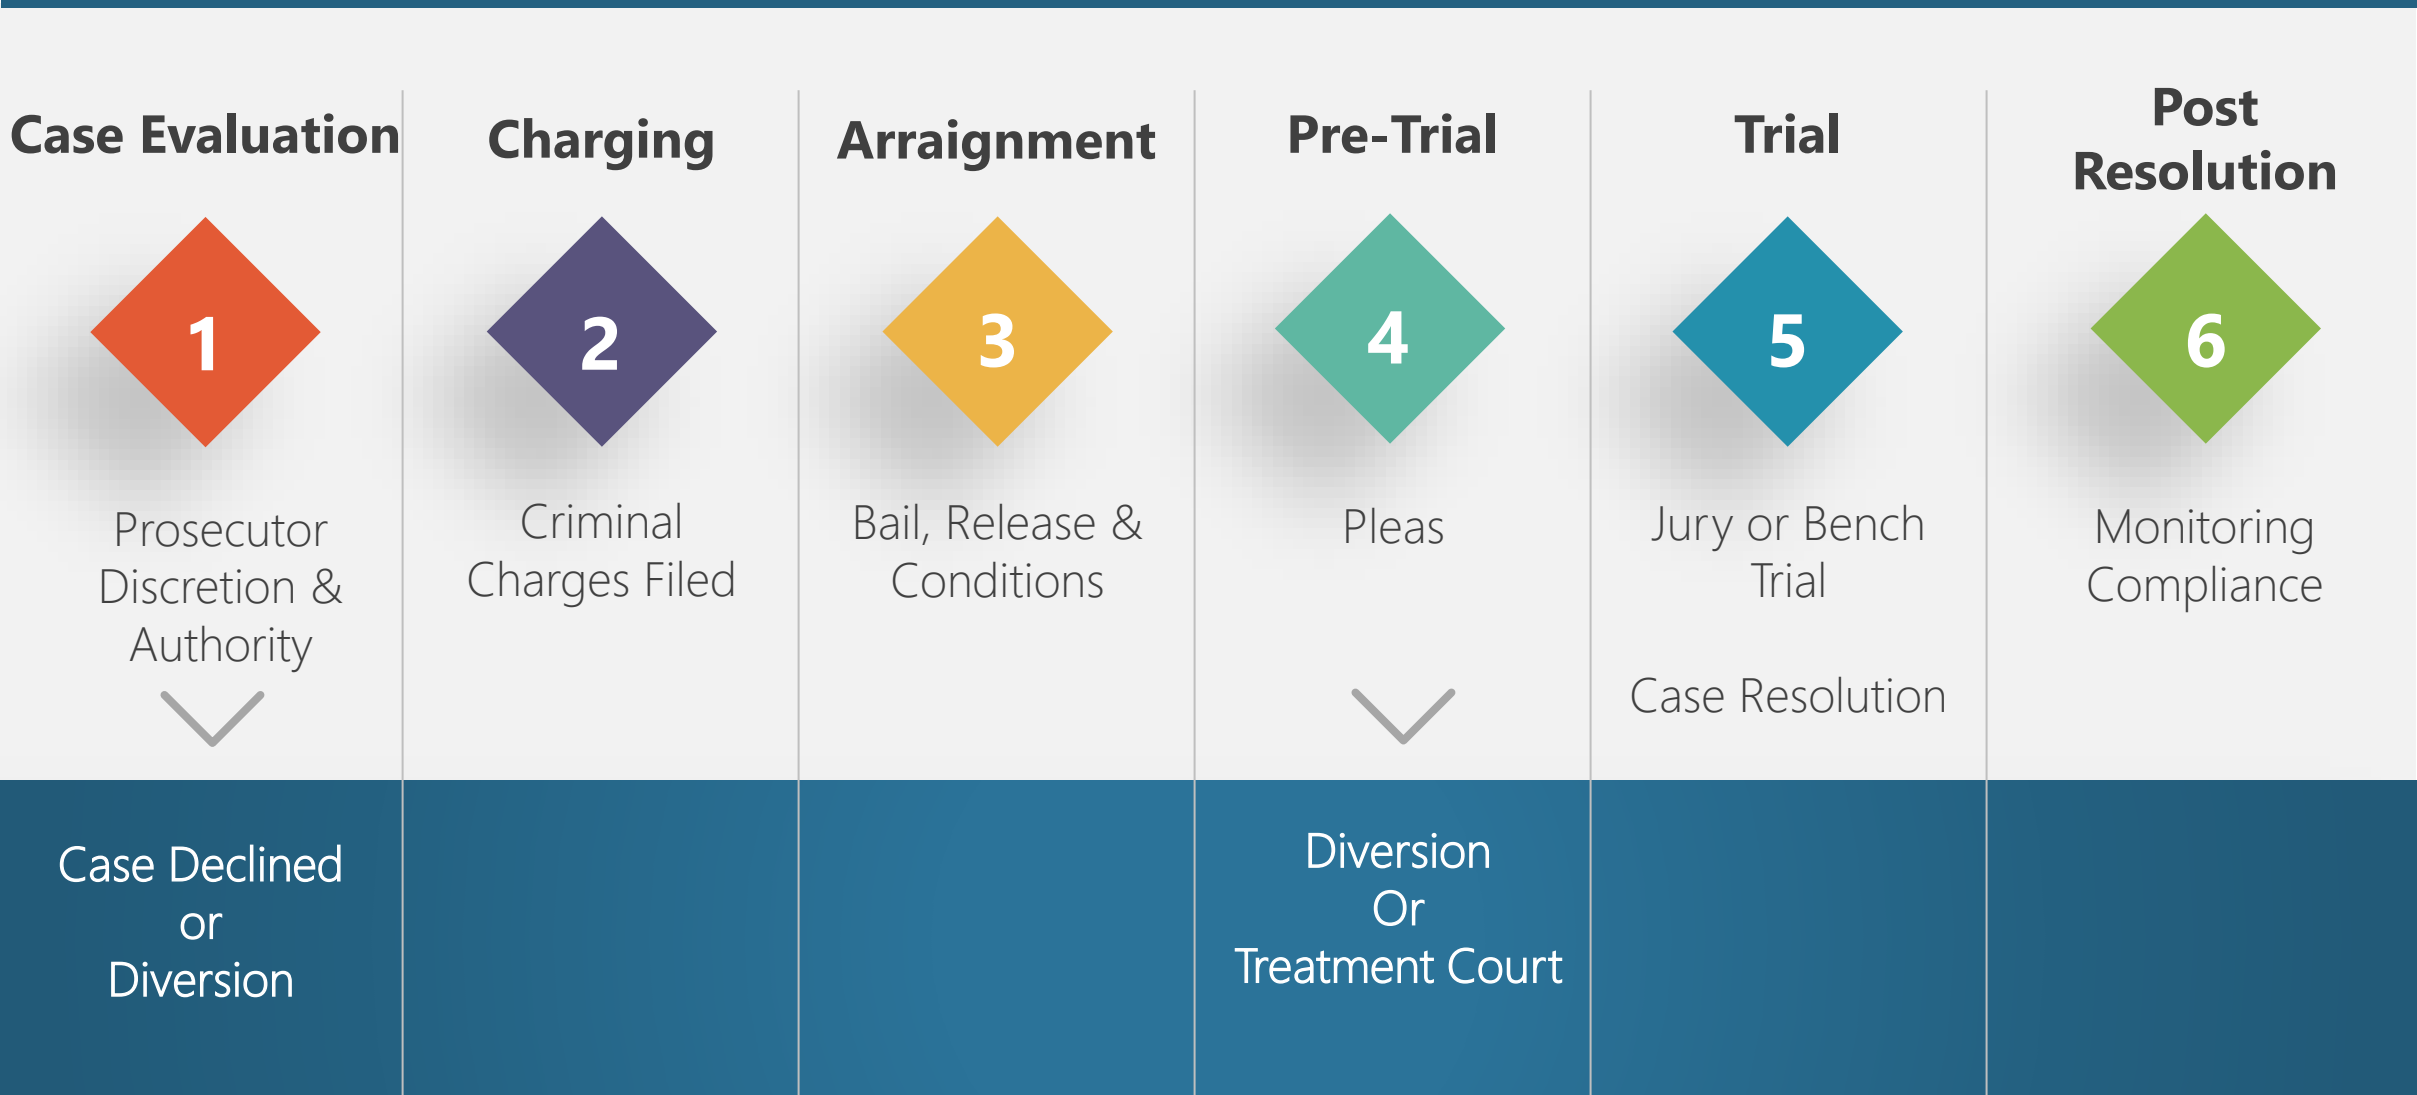 Case Evaluation
1
Prosecutor
Discretion &
Authority
Case Declined
or
Diversion
Charging
2
Criminal
Charges Filed
Arraignment
3
Bail, Release &
Conditions
Pre-Trial
4
Pleas
Diversion
Or
Treatment Court
Trial
5
Jury or Bench
Trial
Case Resolution
Post
Resolution
6
Monitoring
Compliance